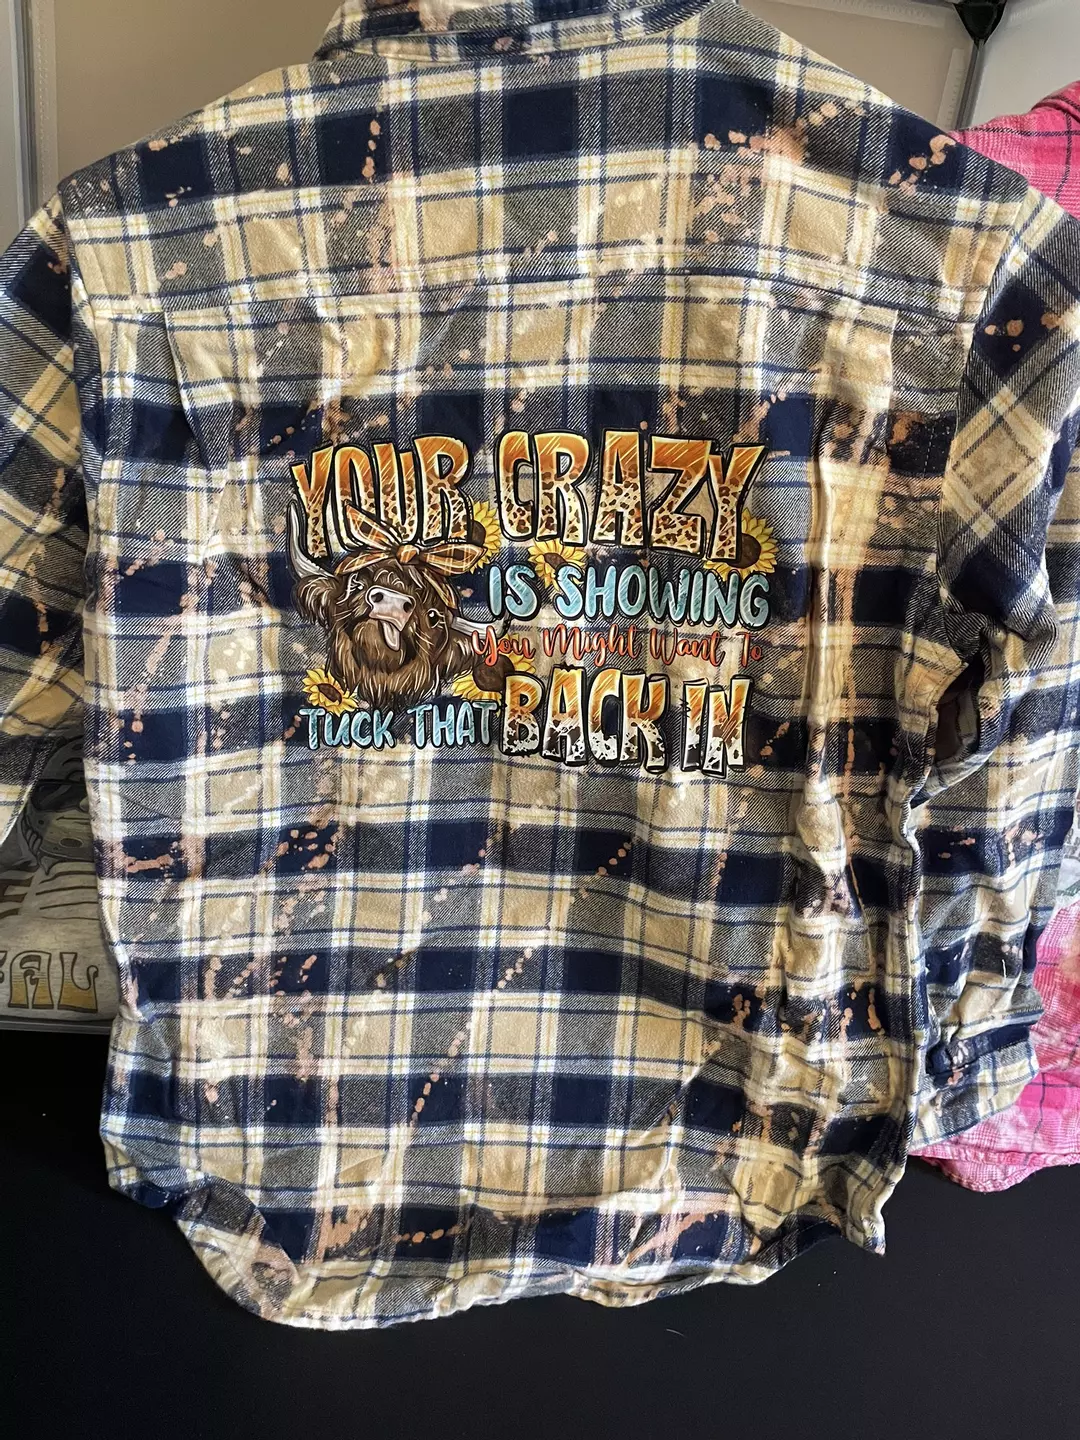 YOUR CRAZY
IS SHOWING
You Might Want To
TUCK THAT BACK IN